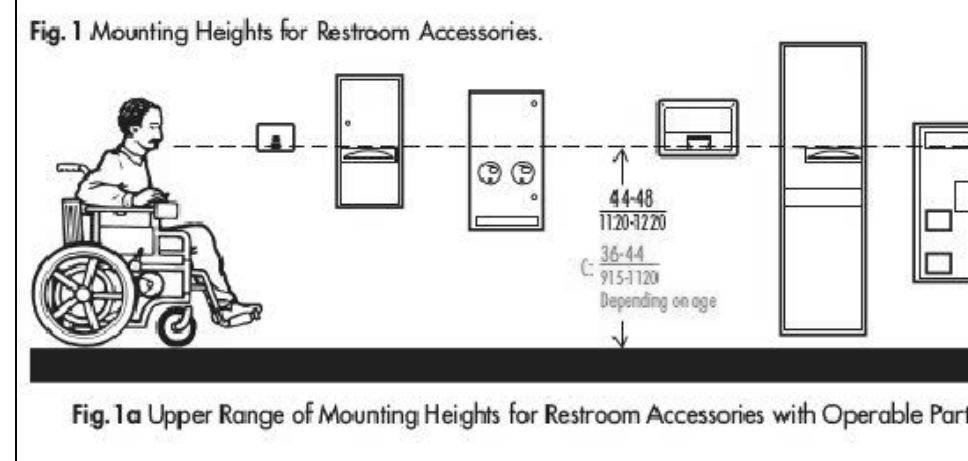 Fig. 1 Mounting Heights for Restroom Accessories.
44-48
1120-1220
C: 36-44
915-1120
Depending on age
Fig. 1a Upper Range of Mounting Heights for Restroom Accessories with Operable Part